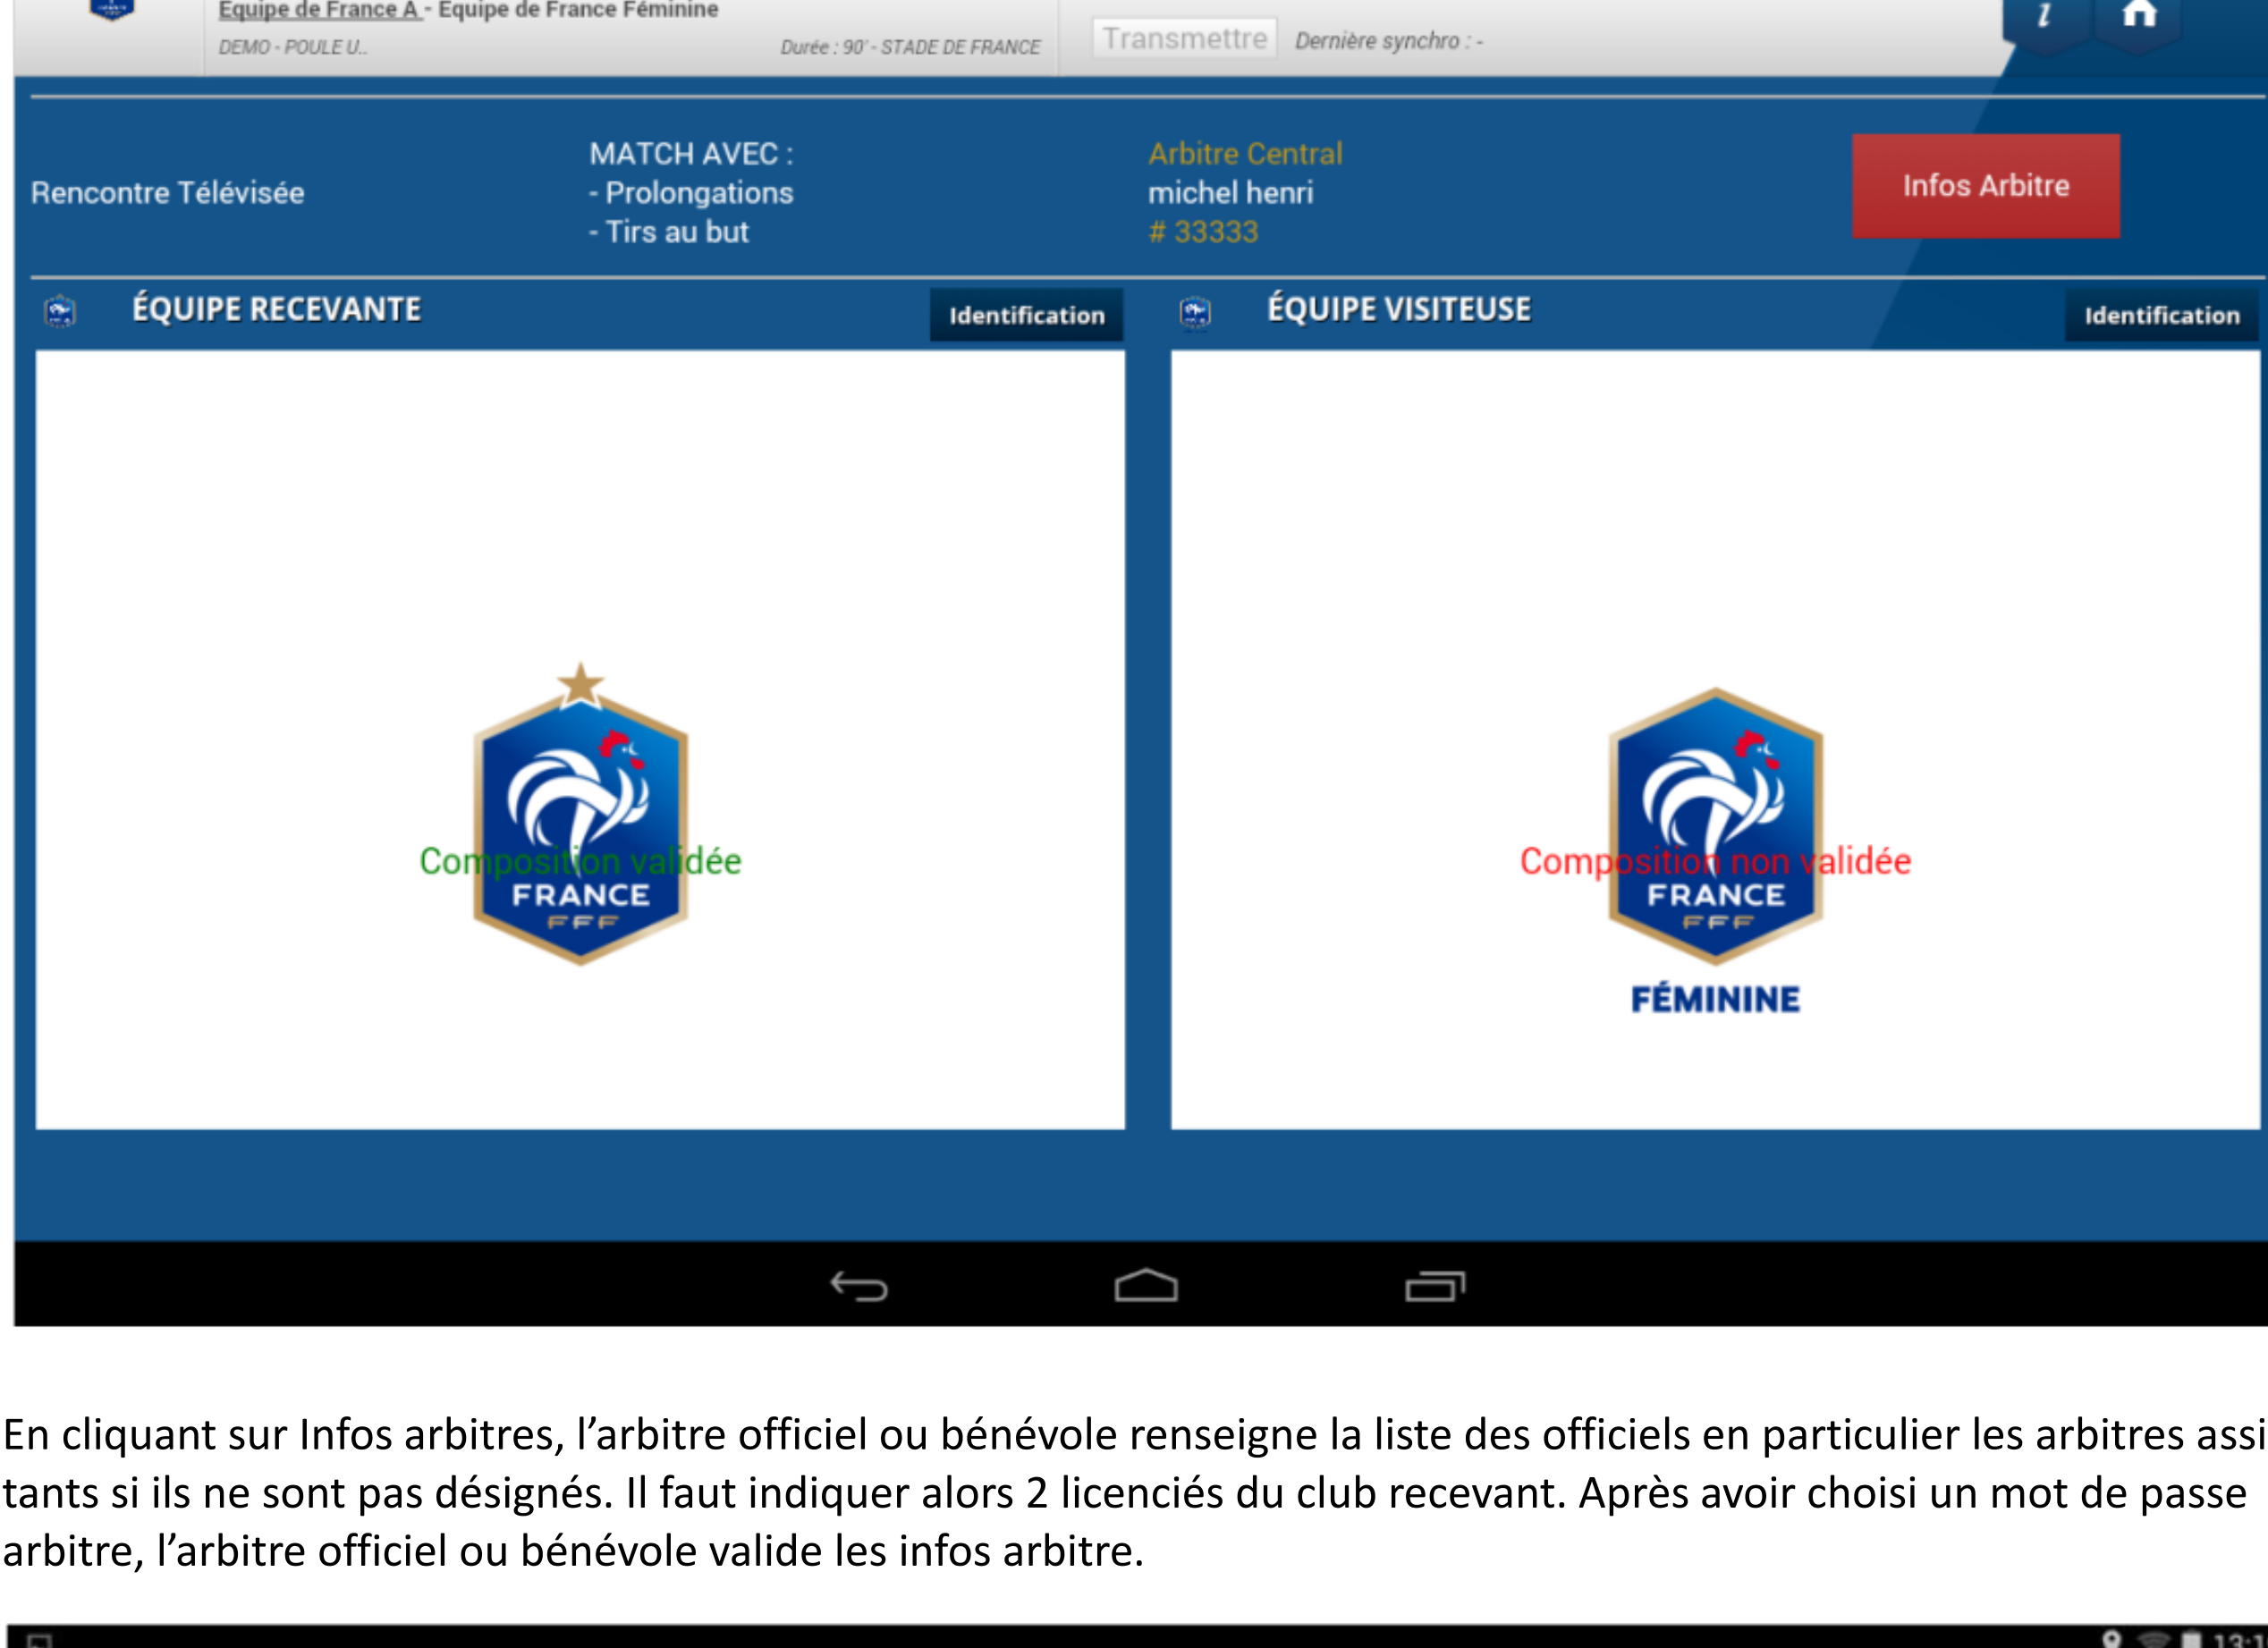 Equipe de France A - Equipe de France Féminine
DEMO - POULE U..
Durée : 90' - STADE DE FRANCE
Transmettre
Dernière synchro : -
i
Rencontre Télévisée
MATCH AVEC :
- Prolongations
- Tirs au but
Arbitre Central
michel henri
# 33333
Infos Arbitre
ÉQUIPE RECEVANTE
Identification
ÉQUIPE VISITEUSE
Identification
Composition validée
FRANCE
FFF
Composition non validée
FRANCE
FFF
FÉMININE
En cliquant sur Infos arbitres, l’arbitre officiel ou bénévole renseigne la liste des officiels en particulier les arbitres assi
tants si ils ne sont pas désignés. Il faut indiquer alors 2 licenciés du club recevant. Après avoir choisi un mot de passe
arbitre, l’arbitre officiel ou bénévole valide les infos arbitre.